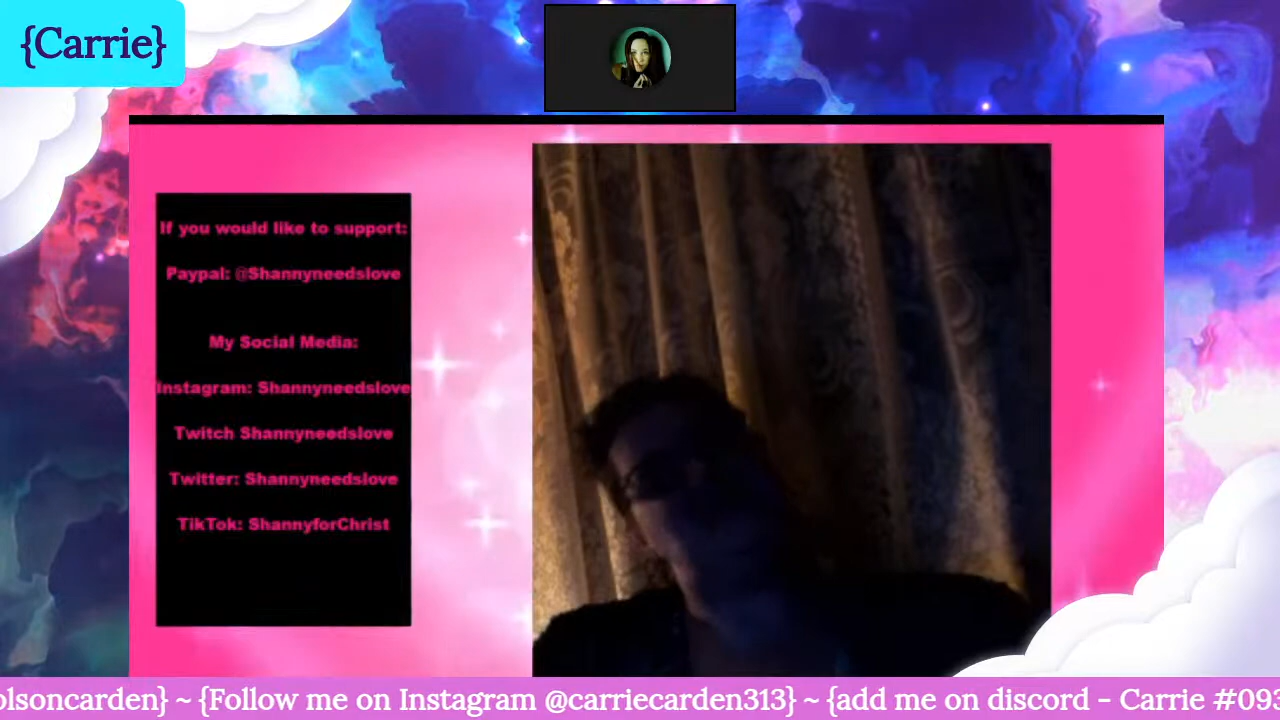 {Carrie}
If you would like to support:
Paypal: @Shannyneedslove
My Social Media:
Instagram: Shannyneedslove
Twitch Shannyneedslove
Twitter: Shannyneedslove
TikTok: ShannyforChrist
olsoncarden} ~ {Follow me on Instagram @carriecarden313} ~ {add me on discord - Carrie #093